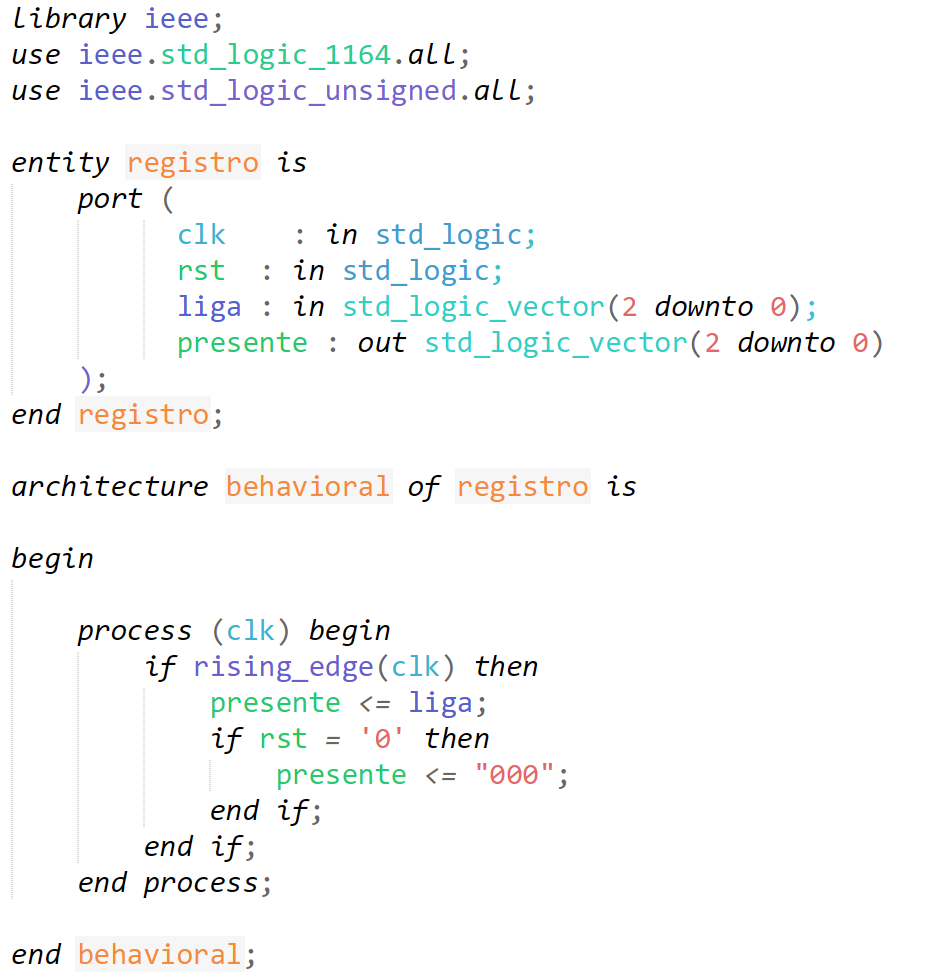 library ieee;
use ieee.std_logic_1164.all;
use ieee.std_logic_unsigned.all;

entity registro is
    port (
          clk    : in std_logic;
          rst  : in std_logic;
          liga : in std_logic_vector(2 downto 0);
          presente : out std_logic_vector(2 downto 0)
    );
end registro;

architecture behavioral of registro is

begin

    process (clk) begin
        if rising_edge(clk) then
            presente <= liga;
            if rst = '0' then
                presente <= "000";
            end if;
        end if;
    end process;

end behavioral;